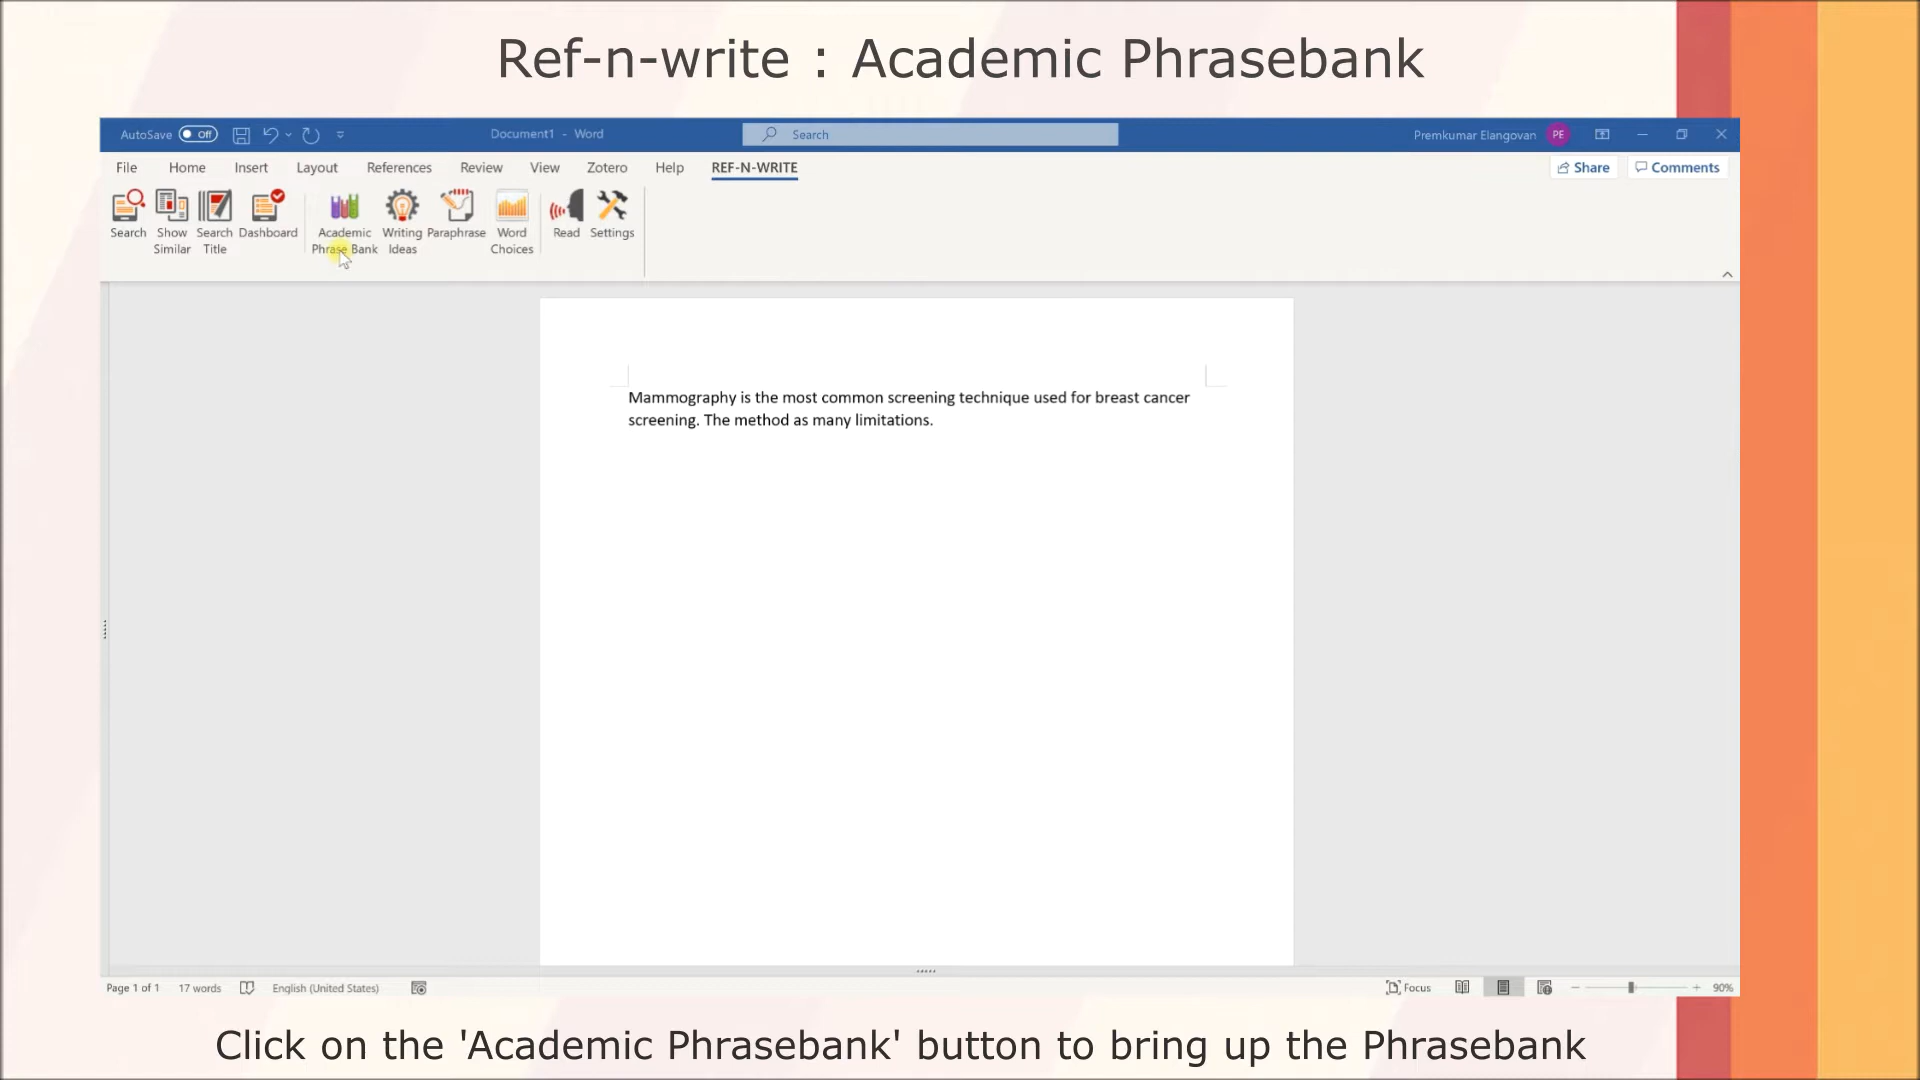 Ref-n-write : Academic Phrasebank
AutoSave Off Document1 - Word Search Premkumar Elangovan PE
File Home Insert Layout References Review View Zotero Help REF-N-WRITE Share Comments
Search Show Similar Search Title Dashboard Academic Phrase Bank Writing Ideas Paraphrase Word Choices Read Settings
Mammography is the most common screening technique used for breast cancer
screening. The method as many limitations.
Page 1 of 1 17 words English (United States) Focus 90%
Click on the 'Academic Phrasebank' button to bring up the Phrasebank